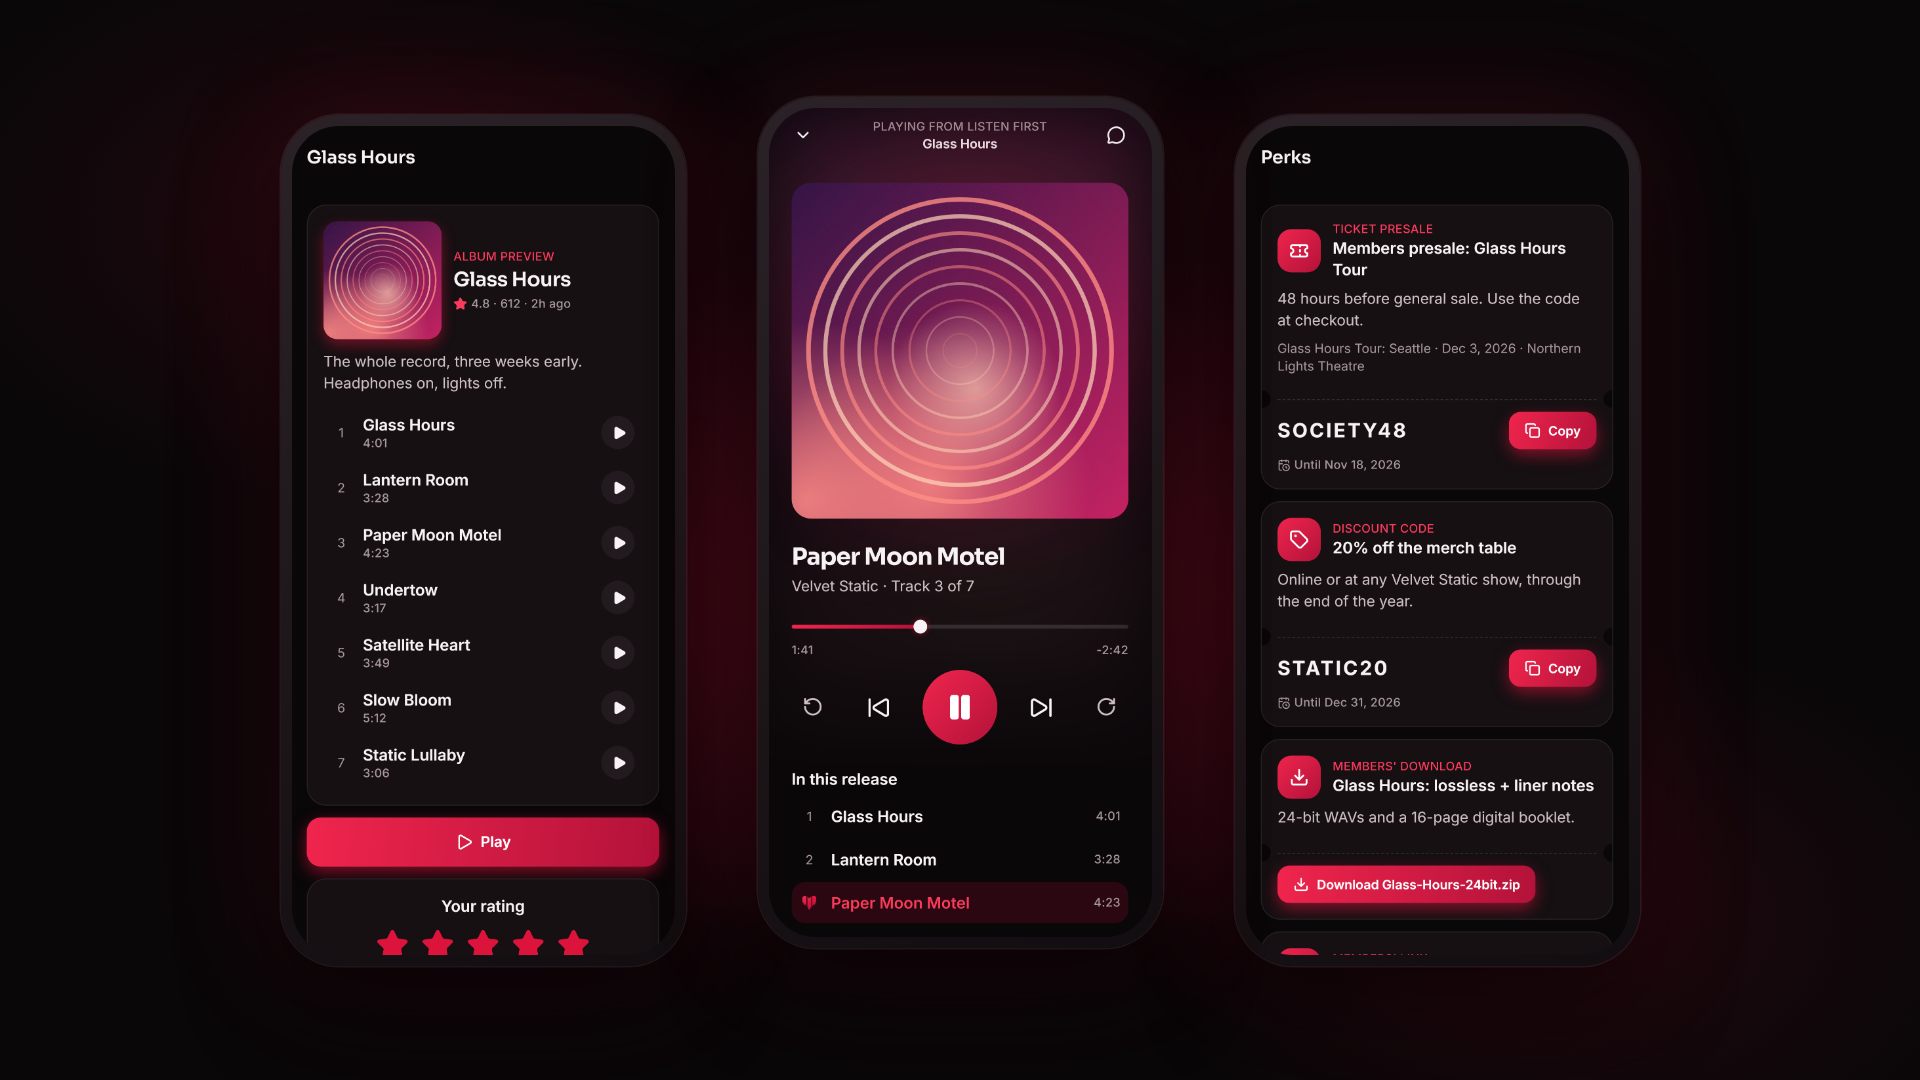 Glass Hours
ALBUM PREVIEW
Glass Hours
4.8 · 612 · 2h ago
The whole record, three weeks early.
Headphones on, lights off.
1 Glass Hours
4:01
2 Lantern Room
3:28
3 Paper Moon Motel
4:23
4 Undertow
3:17
5 Satellite Heart
3:49
6 Slow Bloom
5:12
7 Static Lullaby
3:06
Play
Your rating
PLAYING FROM LISTEN FIRST
Glass Hours
Paper Moon Motel
Velvet Static · Track 3 of 7
1:41 -2:42
In this release
1 Glass Hours 4:01
2 Lantern Room 3:28
Paper Moon Motel 4:23
Perks
TICKET PRESALE
Members presale: Glass Hours
Tour
48 hours before general sale. Use the code
at checkout.
Glass Hours Tour: Seattle · Dec 3, 2026 · Northern
Lights Theatre
SOCIETY48 Copy
Until Nov 18, 2026
DISCOUNT CODE
20% off the merch table
Online or at any Velvet Static show, through
the end of the year.
STATIC20 Copy
Until Dec 31, 2026
MEMBERS' DOWNLOAD
Glass Hours: lossless + liner notes
24-bit WAVs and a 16-page digital booklet.
Download Glass-Hours-24bit.zip